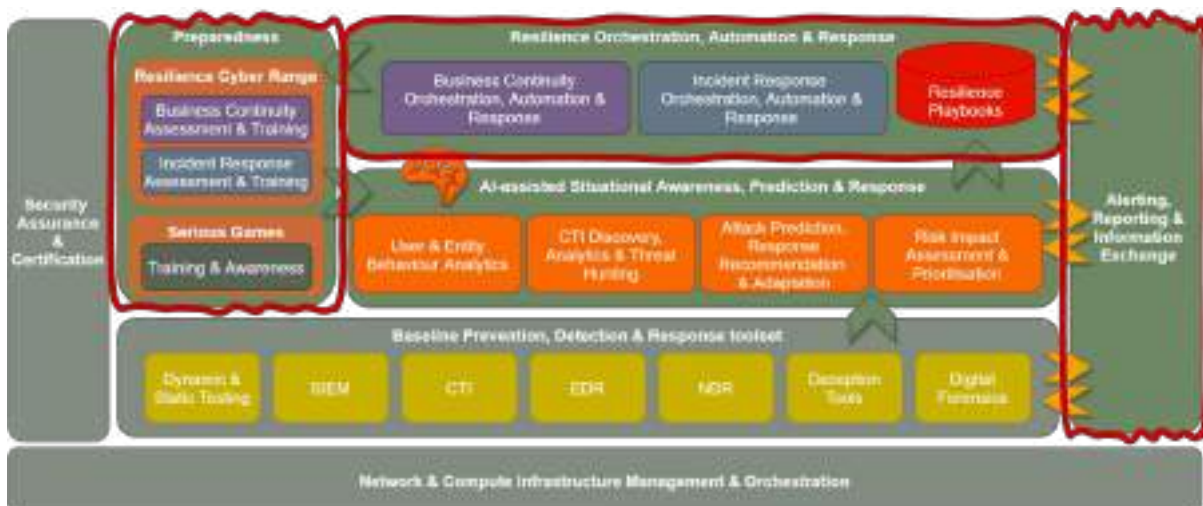 Preparedness
Resilience Cyber Range
Business Continuity
Assessment & Training
Incident Response
Assessment & Training
Serious Games
Training & Awareness
Resilience Orchestration, Automation & Response
Business Continuity
Orchestration, Automation &
Response
Incident Response
Orchestration, Automation &
Response
Resilience
Playbooks
Security
Assurance
&
Certification
AI-assisted Situational Awareness, Prediction & Response
User & Entity
Behaviour Analytics
CTI Discovery,
Analytics & Threat
Hunting
Attack Prediction,
Response
Recommendation
& Adaptation
Risk Impact
Assessment &
Prioritisation
Alerting,
Reporting &
Information
Exchange
Baseline Prevention, Detection & Response toolset
Dynamic &
Static Testing
SIEM
CTI
EDR
NDR
Deception
Tools
Digital
Forensics
Network & Compute Infrastructure Management & Orchestration